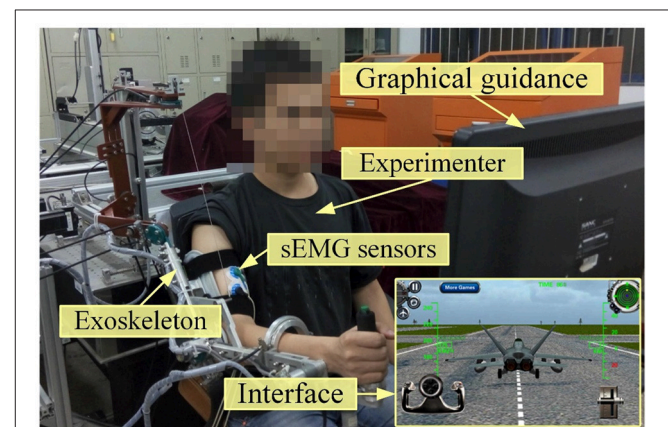 Graphical guidance
Experimenter
sEMG sensors
Exoskeleton
Interface
More Games